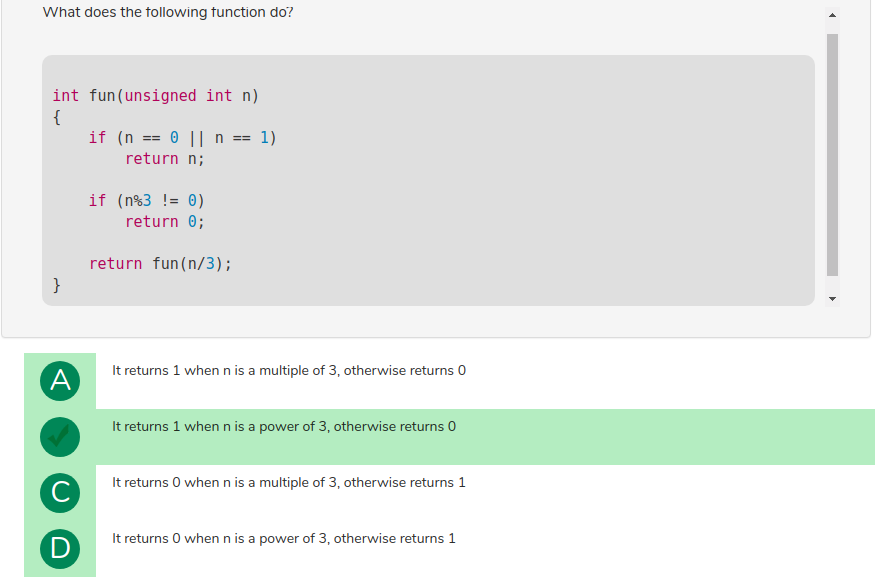 What does the following function do?
int fun(unsigned int n)
{
    if (n == 0 || n == 1)
        return n;
    if (n%3 != 0)
        return 0;
    return fun(n/3);
}
A It returns 1 when n is a multiple of 3, otherwise returns 0
It returns 1 when n is a power of 3, otherwise returns 0
C It returns 0 when n is a multiple of 3, otherwise returns 1
D It returns 0 when n is a power of 3, otherwise returns 1